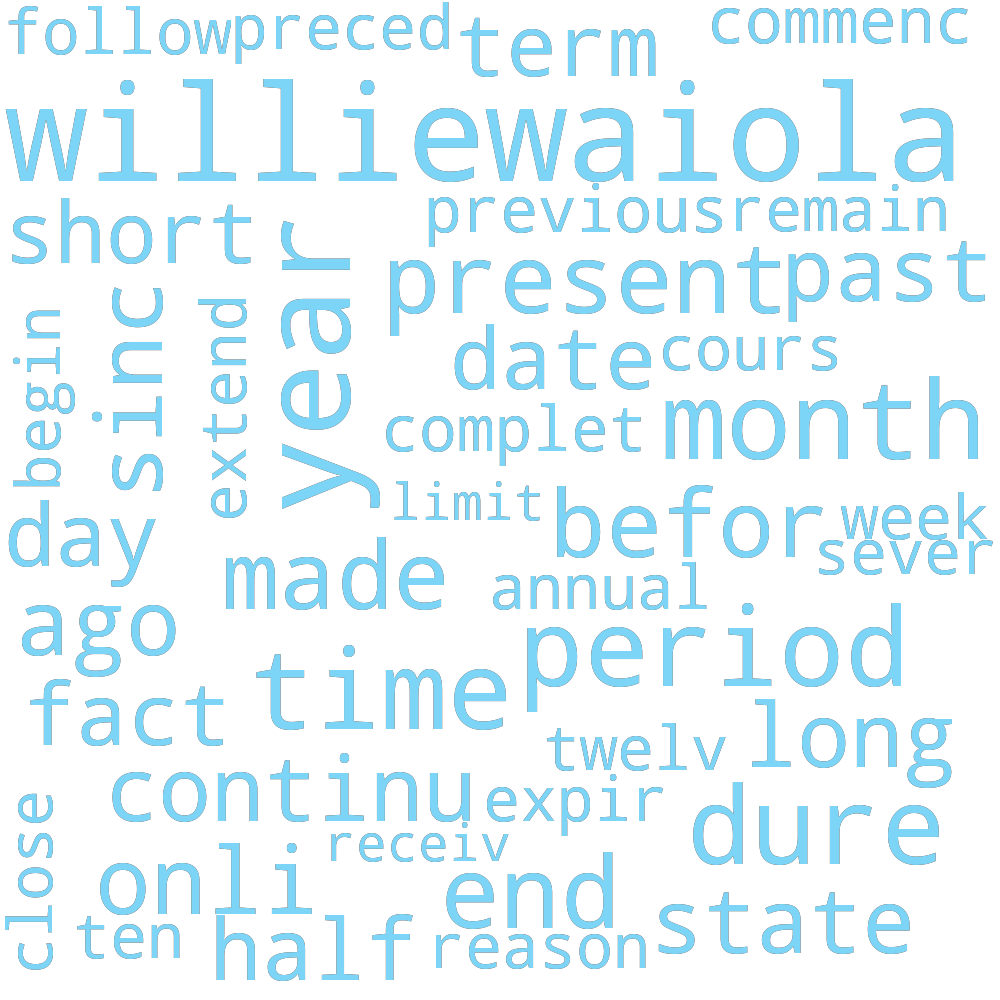 follow preced term commenc
williewaiola
short previous remain
year present past
sinc begin extend
date cours
complet month
limit befor week
day sever
made annual
ago period
time
fact long
twelv
continu expir dure
close receiv
onli end
ten half reason state